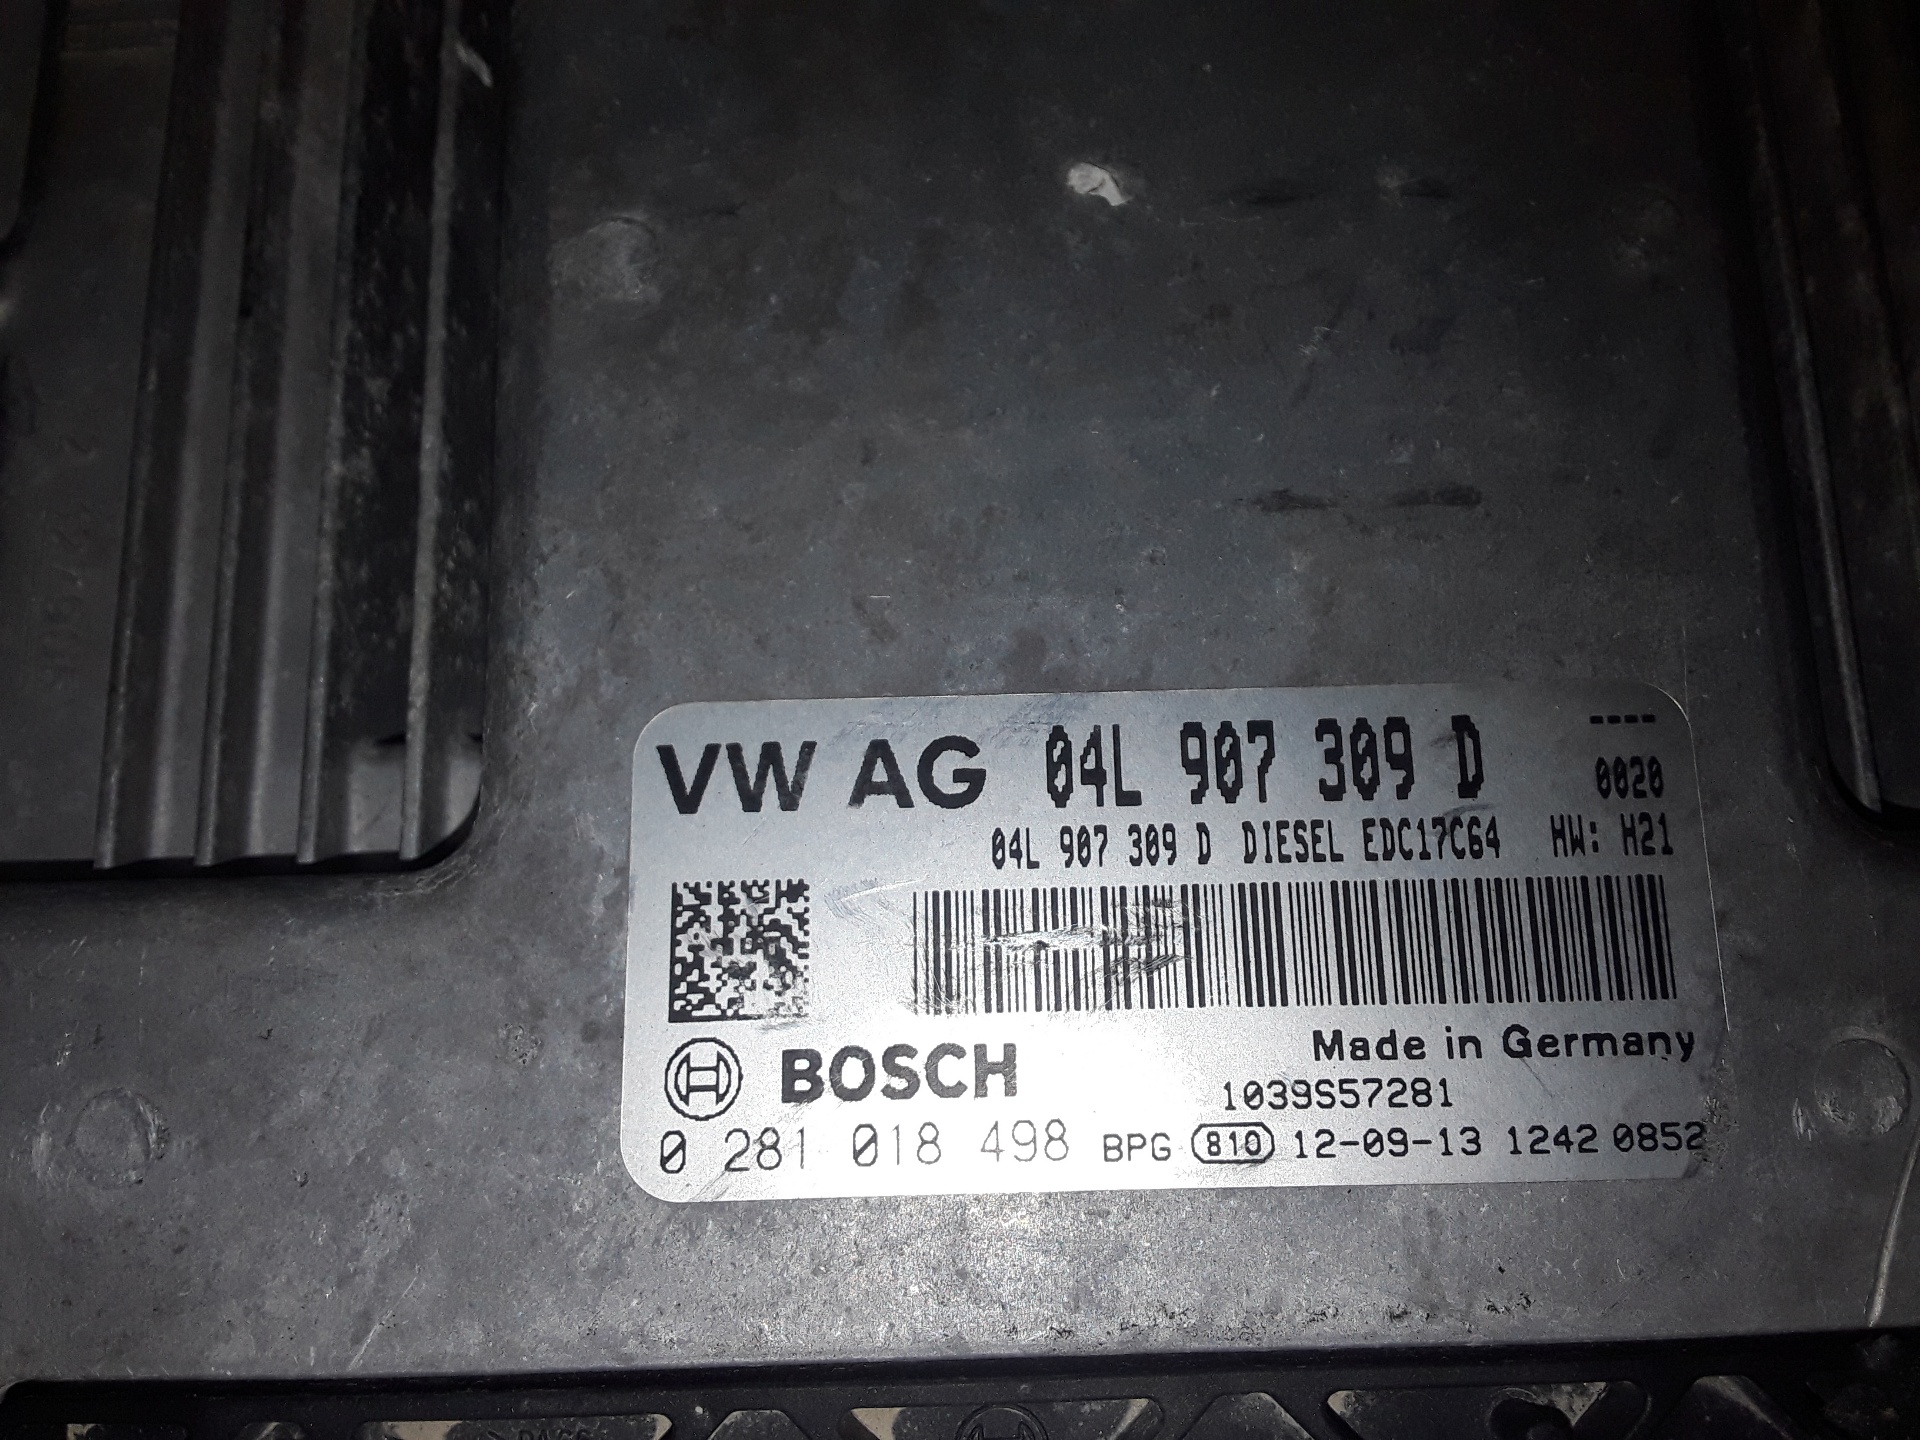 VW AG 04L 907 309 D ----
0020
04L 907 309 D DIESEL EDC17C64 HW: H21
Made in Germany
BOSCH
1039S57281
0 281 018 498 BPG 810 12-09-13 1242 0852